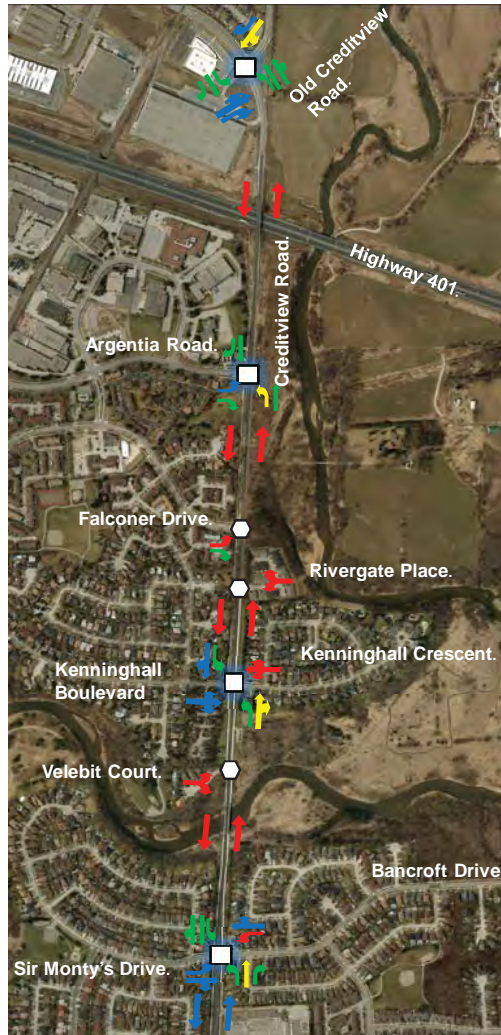 Old Creditview
Road.
Highway 401.
Creditview Road.
Argentia Road.
Falconer Drive.
Rivergate Place.
Kenninghall Crescent.
Kenninghall
Boulevard
Velebit Court.
Bancroft Drive
Sir Monty's Drive.